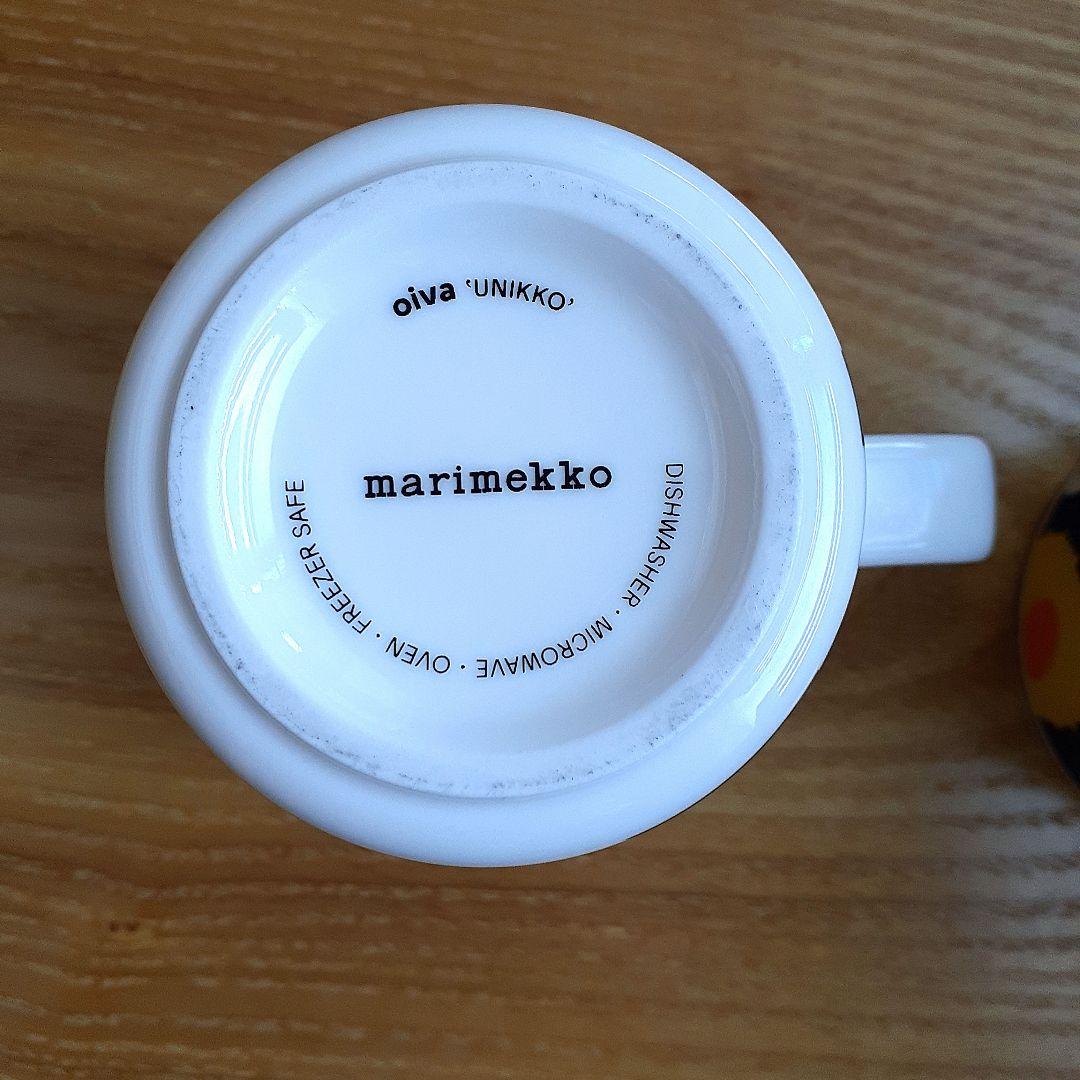 oiva ‘UNIKKO’
marimekko
DISHWASHER · MICROWAVE · OVEN · FREEZER SAFE